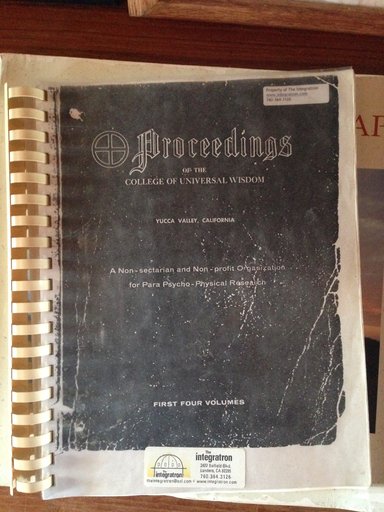 Property of The Integratron
www.integratron.com
760.364.3126
Proceedings
OF THE
COLLEGE OF UNIVERSAL WISDOM
YUCCA VALLEY, CALIFORNIA
A Non-sectarian and Non-profit Organization
for Para Psycho-Physical Research
FIRST FOUR VOLUMES
The
integratron
2477 Belfield Blvd.
Landers, CA 92285
760.364.3126
theintegratron@aol.com • www.integratron.com